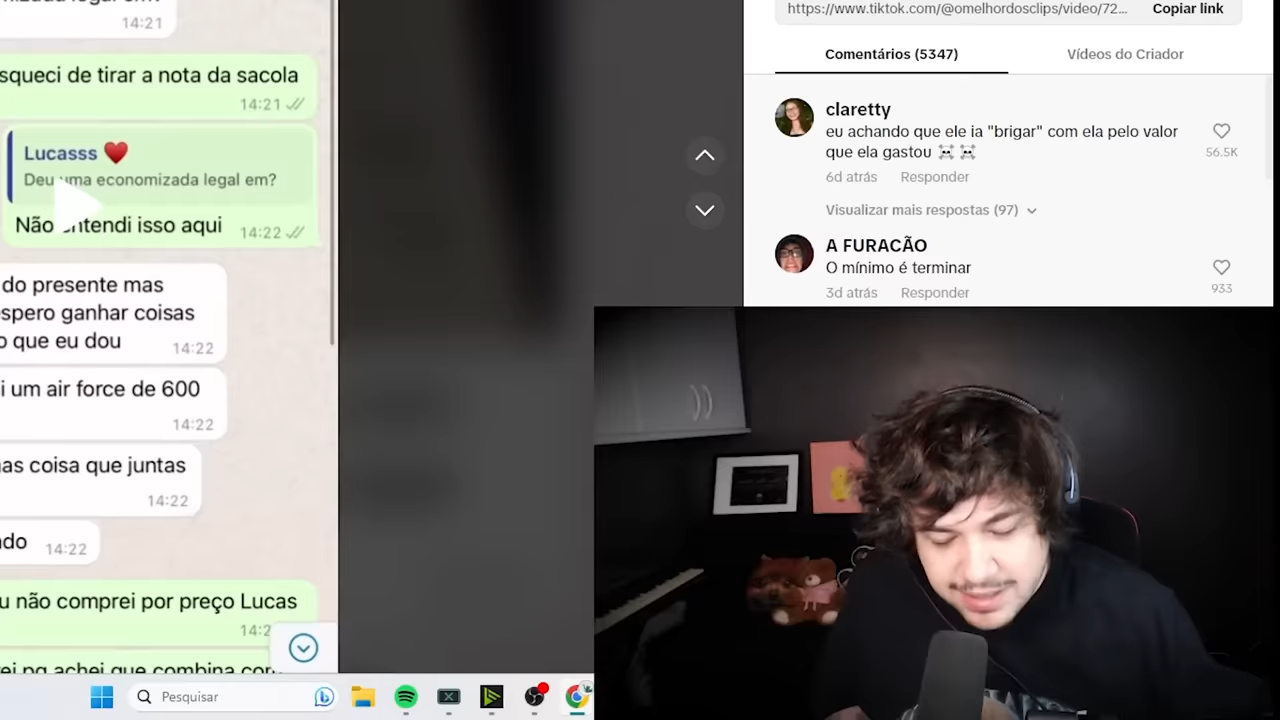 14:21
squeci de tirar a nota da sacola
14:21
Lucasss
Deu uma economizada legal em?
Não entendi isso aqui
14:22
do presente mas
spero ganhar coisas
o que eu dou
14:22
i um air force de 600
14:22
as coisa que juntas
14:22
do
14:22
u não comprei por preço Lucas
https://www.tiktok.com/@omelhordosclips/video/72...
Copiar link
Comentários (5347)
Vídeos do Criador
claretty
eu achando que ele ia "brigar" com ela pelo valor
que ela gastou
56.5K
6d atrás
Responder
Visualizar mais respostas (97)
A FURACÃO
O mínimo é terminar
933
3d atrás
Responder
Pesquisar